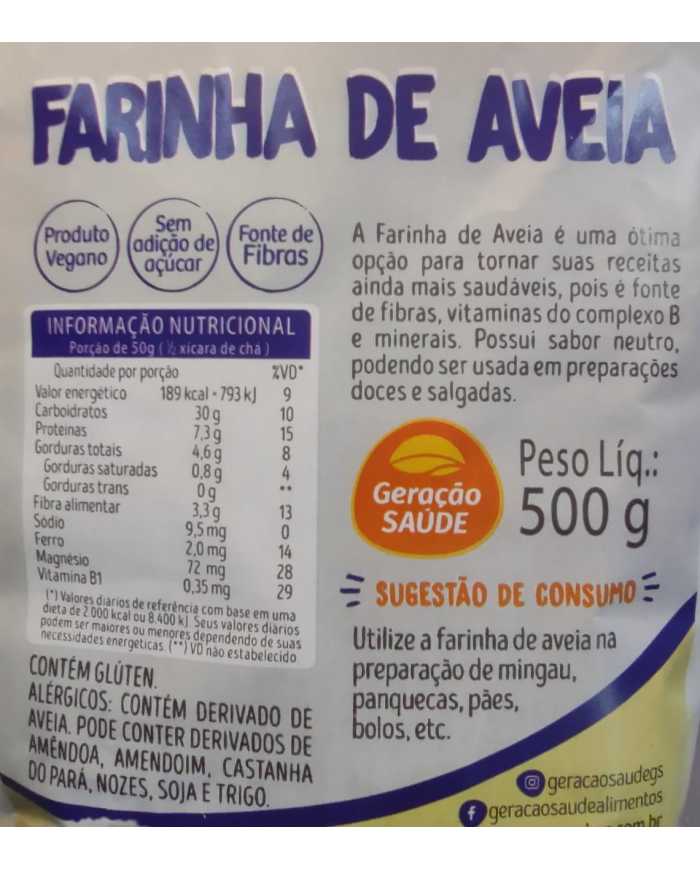 FARINHA DE AVEIA
Produto
Vegano
Sem
adição de
açúcar
Fonte de
Fibras
INFORMAÇÃO NUTRICIONAL
Porção de 50g ( ½ xícara de chá )
Quantidade por porção %VD*
Valor energético 189 kcal - 793 kJ 9
Carboidratos 30 g 10
Proteínas 7,3 g 15
Gorduras totais 4,6 g 8
Gorduras saturadas 0,8 g 4
Gorduras trans 0 g **
Fibra alimentar 3,3 g 13
Sódio 9,5 mg 0
Ferro 2,0 mg 14
Magnésio 72 mg 28
Vitamina B1 0,35 mg 29
(*) Valores diários de referência com base em uma
dieta de 2.000 kcal ou 8.400 kJ. Seus valores diários
podem ser maiores ou menores dependendo de suas
necessidades energéticas. (**) VD não estabelecido
CONTÉM GLÚTEN.
ALÉRGICOS: CONTÉM DERIVADO DE
AVEIA. PODE CONTER DERIVADOS DE
AMÊNDOA, AMENDOIM, CASTANHA
DO PARÁ, NOZES, SOJA E TRIGO.
A Farinha de Aveia é uma ótima
opção para tornar suas receitas
ainda mais saudáveis, pois é fonte
de fibras, vitaminas do complexo B
e minerais. Possui sabor neutro,
podendo ser usada em preparações
doces e salgadas.
Geração
SAÚDE
Peso Líq.:
500 g
SUGESTÃO DE CONSUMO
Utilize a farinha de aveia na
preparação de mingau,
panquecas, pães,
bolos, etc.
geracaosaudegs
geracaosaudealimentos
.com.br